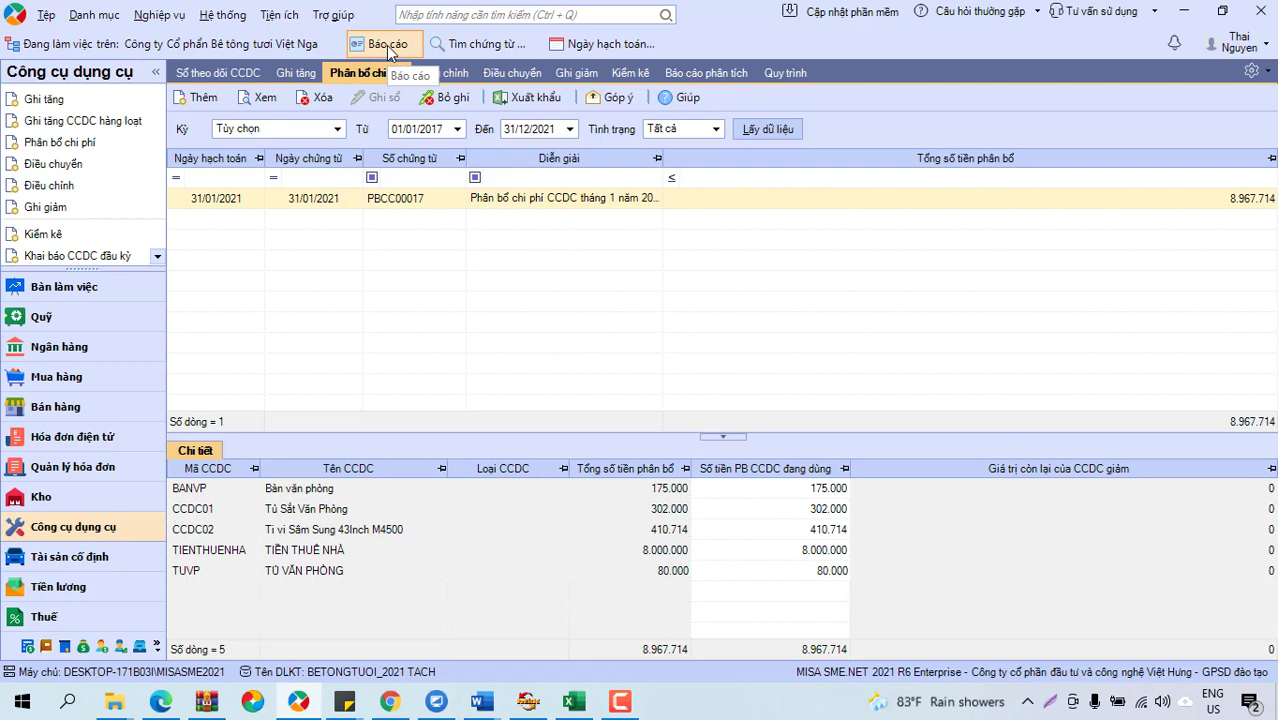 Tệp Danh mục Nghiệp vụ Hệ thống Tiện ích Trợ giúp Nhập tính năng cần tìm kiếm (Ctrl + Q) Cập nhật phần mềm Câu hỏi thường gặp Tư vấn sử dụng
Đang làm việc trên: Công ty Cổ phần Bê tông tươi Việt Nga Báo cáo Tìm chứng từ ... Ngày hạch toán... Thai Nguyen
Công cụ dụng cụ « Sổ theo dõi CCDC Ghi tăng Phân bổ chi chỉnh Điều chuyển Ghi giảm Kiểm kê Báo cáo phân tích Quy trình
Báo cáo
Thêm Xem Xóa Ghi sổ Bỏ ghi Xuất khẩu Góp ý Giúp
Kỳ Tùy chọn Từ 01/01/2017 Đến 31/12/2021 Tình trạng Tất cả Lấy dữ liệu
Ghi tăng
Ghi tăng CCDC hàng loạt
Phân bổ chi phí
Điều chuyển
Điều chỉnh
Ghi giảm
Kiểm kê
Khai báo CCDC đầu kỳ
Bàn làm việc
Quỹ
Ngân hàng
Mua hàng
Bán hàng
Hóa đơn điện tử
Quản lý hóa đơn
Kho
Công cụ dụng cụ
Tài sản cố định
Tiền lương
Thuế
Ngày hạch toán Ngày chứng từ Số chứng từ Diễn giải Tổng số tiền phân bổ
= = ≤
31/01/2021 31/01/2021 PBCC00017 Phân bổ chi phí CCDC tháng 1 năm 20... 8.967.714
Số dòng = 1 8.967.714
Chi tiết
Mã CCDC Tên CCDC Loại CCDC Tổng số tiền phân bổ Số tiền PB CCDC đang dùng Giá trị còn lại của CCDC giảm
BANVP Bàn văn phòng 175.000 175.000 0
CCDC01 Tủ Sắt Văn Phòng 302.000 302.000 0
CCDC02 Ti vi Sâm Sung 43Inch M4500 410.714 410.714 0
TIENTHUENHA TIỀN THUÊ NHÀ 8.000.000 8.000.000 0
TUVP TỦ VĂN PHÒNG 80.000 80.000 0
Số dòng = 5 8.967.714 8.967.714 0
Máy chủ: DESKTOP-171B03I\MISASME2021 Tên DLKT: BETONGTUOI_2021 TACH MISA SME.NET 2021 R6 Enterprise - Công ty cổ phần đầu tư và công nghệ Việt Hưng - GPSD đào tạo
83°F Rain showers ENG US 2